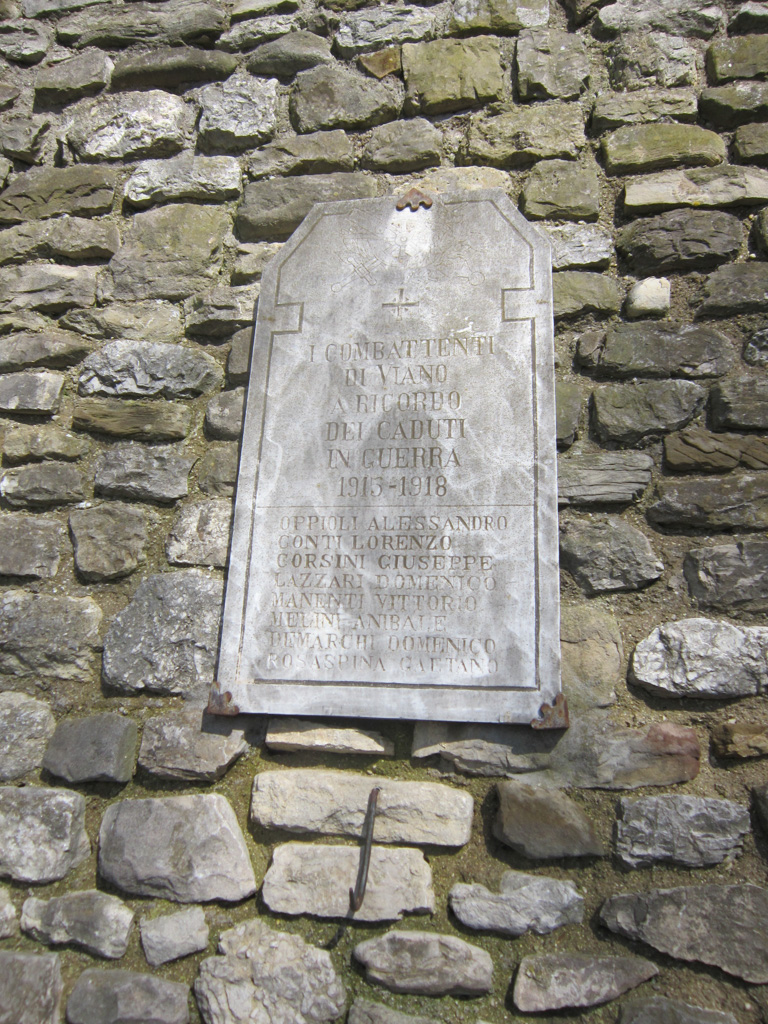 I COMBATTENTI
DI VIANO
A RICORDO
DEI CADUTI
IN GUERRA
1915-1918
OPPIOLI ALESSANDRO
CONTI LORENZO
CORSINI GIUSEPPE
LAZZARI DOMENICO
MANENTI VITTORIO
MELINI ANIBALE
DEMARCHI DOMENICO
ROSASPINA GAETANO